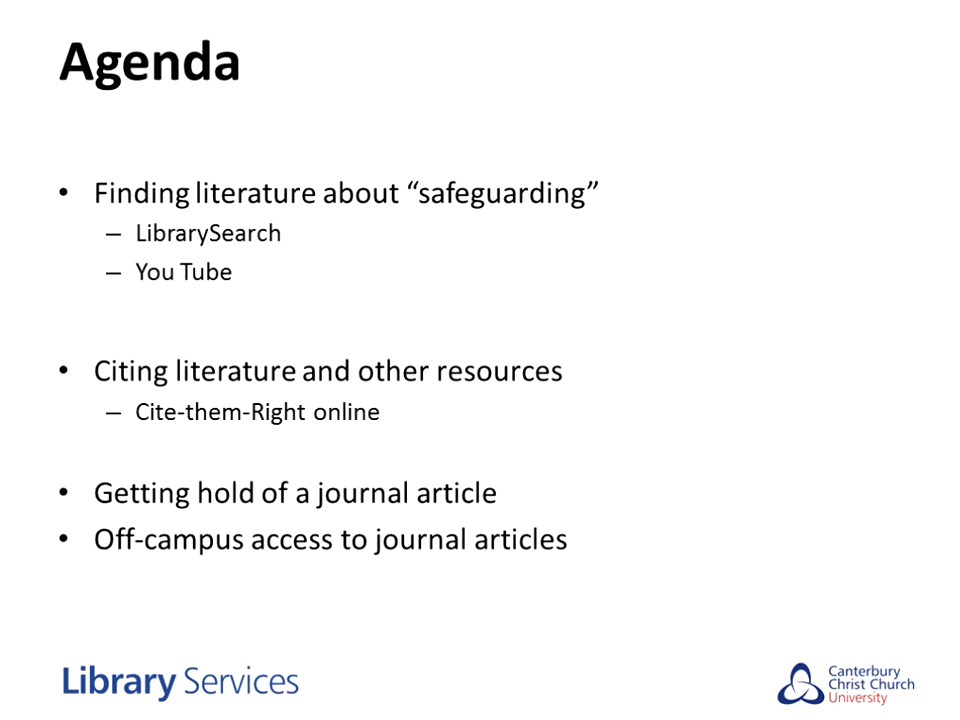 Agenda
• Finding literature about “safeguarding”
– LibrarySearch
– You Tube
• Citing literature and other resources
– Cite-them-Right online
• Getting hold of a journal article
• Off-campus access to journal articles
Library Services
Canterbury
Christ Church
University